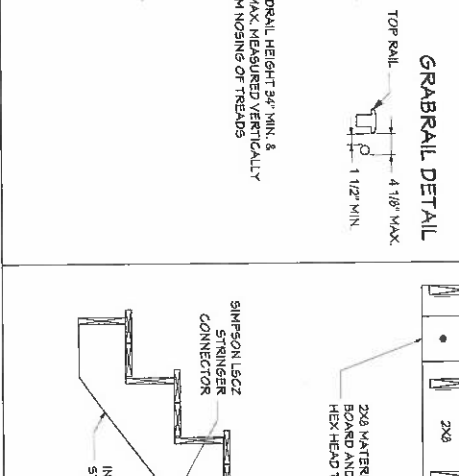 GRABRAIL DETAIL
TOP RAIL
4 1/8" MAX.
1 1/2" MIN.
DRAIL HEIGHT 34" MIN. &
MAX. MEASURED VERTICALLY
M NOSING OF TREADS
2X8
2X8 MATER
BOARD AN
HEX HEAD
SIMPSON LSCZ
STRINGER
CONNECTOR
IN
S